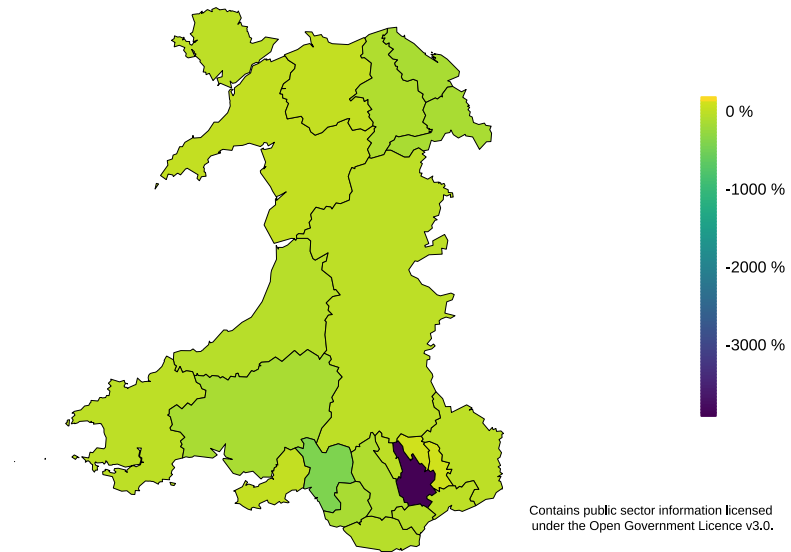 0 %
-1000 %
-2000 %
-3000 %
Contains public sector information licensed
under the Open Government Licence v3.0.